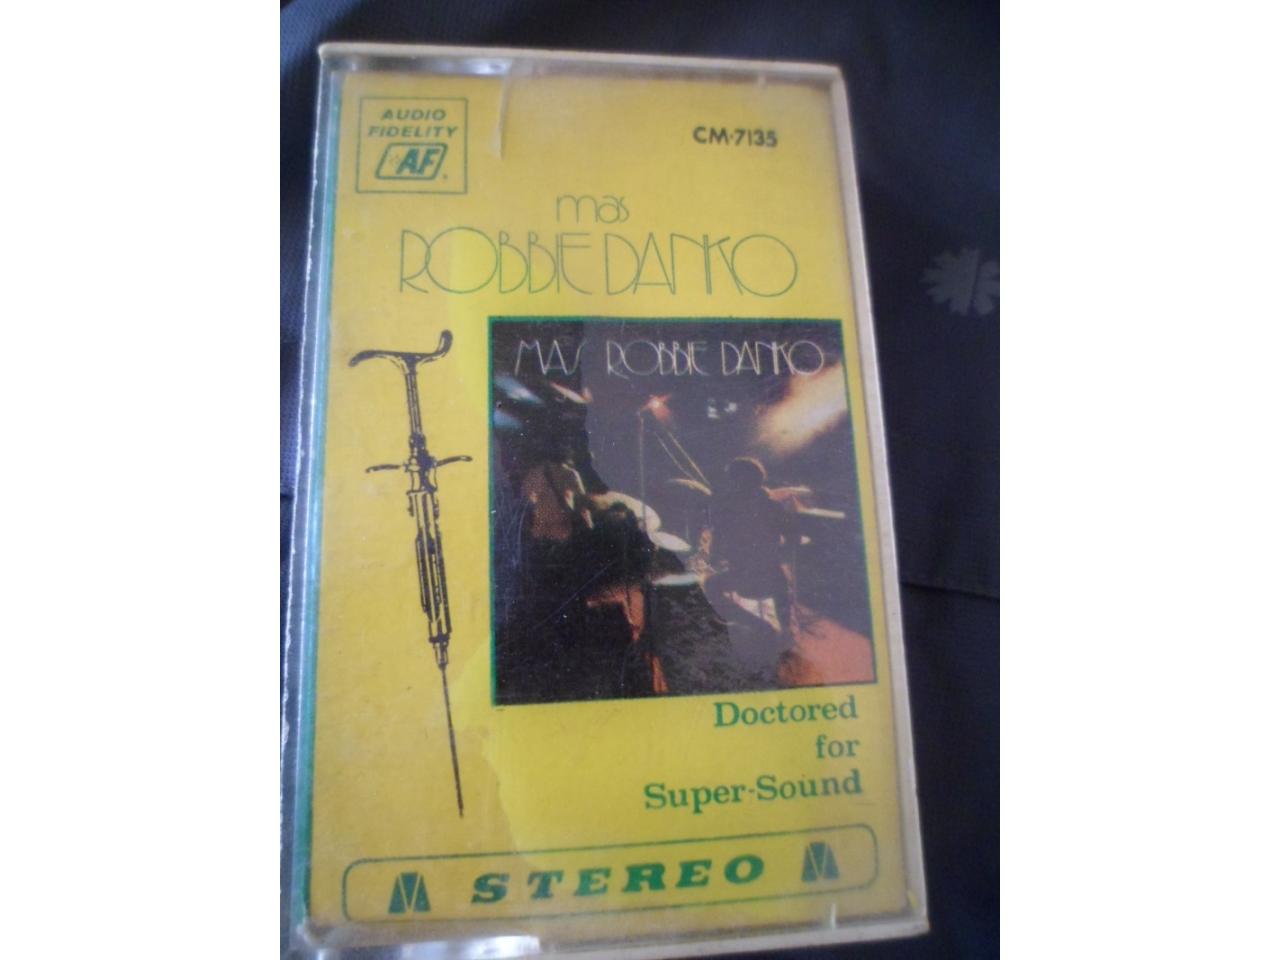 AUDIO
FIDELITY
AF
CM-7135
mas
ROBBIE DANKO
MAS ROBBIE DANKO
Doctored
for
Super-Sound
STEREO